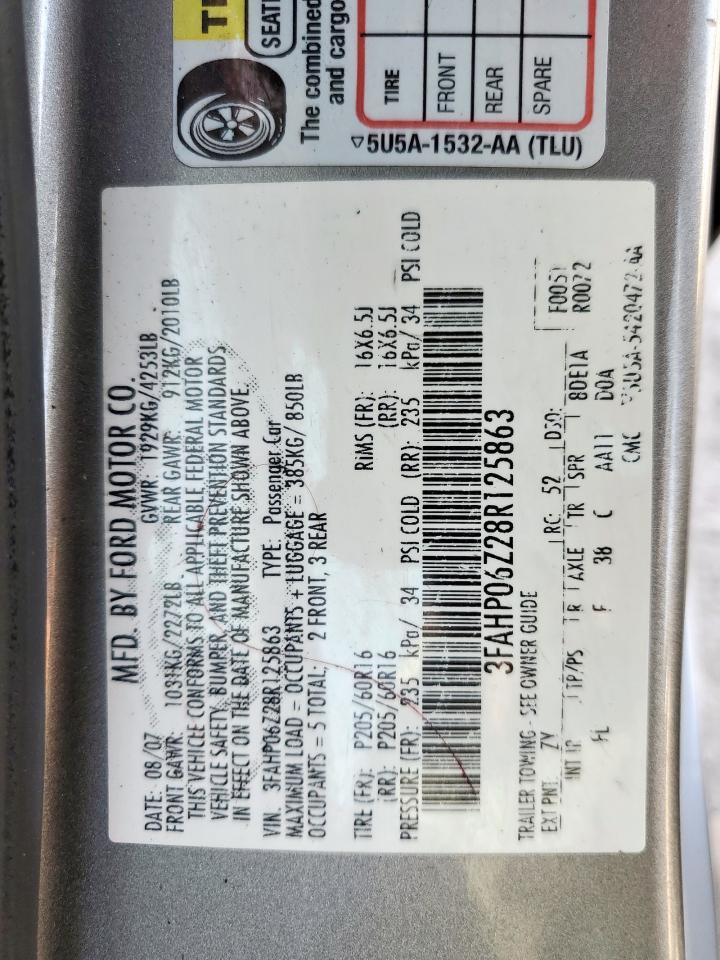 SEATI
The combined
and cargo
TIRE
FRONT
REAR
SPARE
▽5U5A-1532-AA (TLU)
MFD. BY FORD MOTOR CO.
DATE: 08/07 GVWR: 1929KG/4253LB
FRONT GAWR: 1031KG/2272LB REAR GAWR: 912KG/2010LB
THIS VEHICLE CONFORMS TO ALL APPLICABLE FEDERAL MOTOR
VEHICLE SAFETY, BUMPER, AND THEFT PREVENTION STANDARDS
IN EFFECT ON THE DATE OF MANUFACTURE SHOWN ABOVE.
VIN: 3FAHP06Z28R125863 TYPE: Passenger Car
MAXIMUM LOAD = OCCUPANTS + LUGGAGE = 385KG/ 850LB
OCCUPANTS = 5 TOTAL, 2 FRONT, 3 REAR
TIRE (FR): P205/60R16 RIMS (FR): 16X6.5J
(RR): P205/60R16 (RR): 16X6.5J
PRESSURE (FR): 235 kPa/ 34 PSI COLD (RR): 235 kPa/ 34 PSI COLD
3FAHP06Z28R125863
TRAILER TOWING - SEE OWNER GUIDE
EXT PNT: ZY RC: 52 DSO: F0051
INT TR TP/PS R AXLE TR SPR 8DE1A R0072
FL F 38 C AA11 D0A
CMC